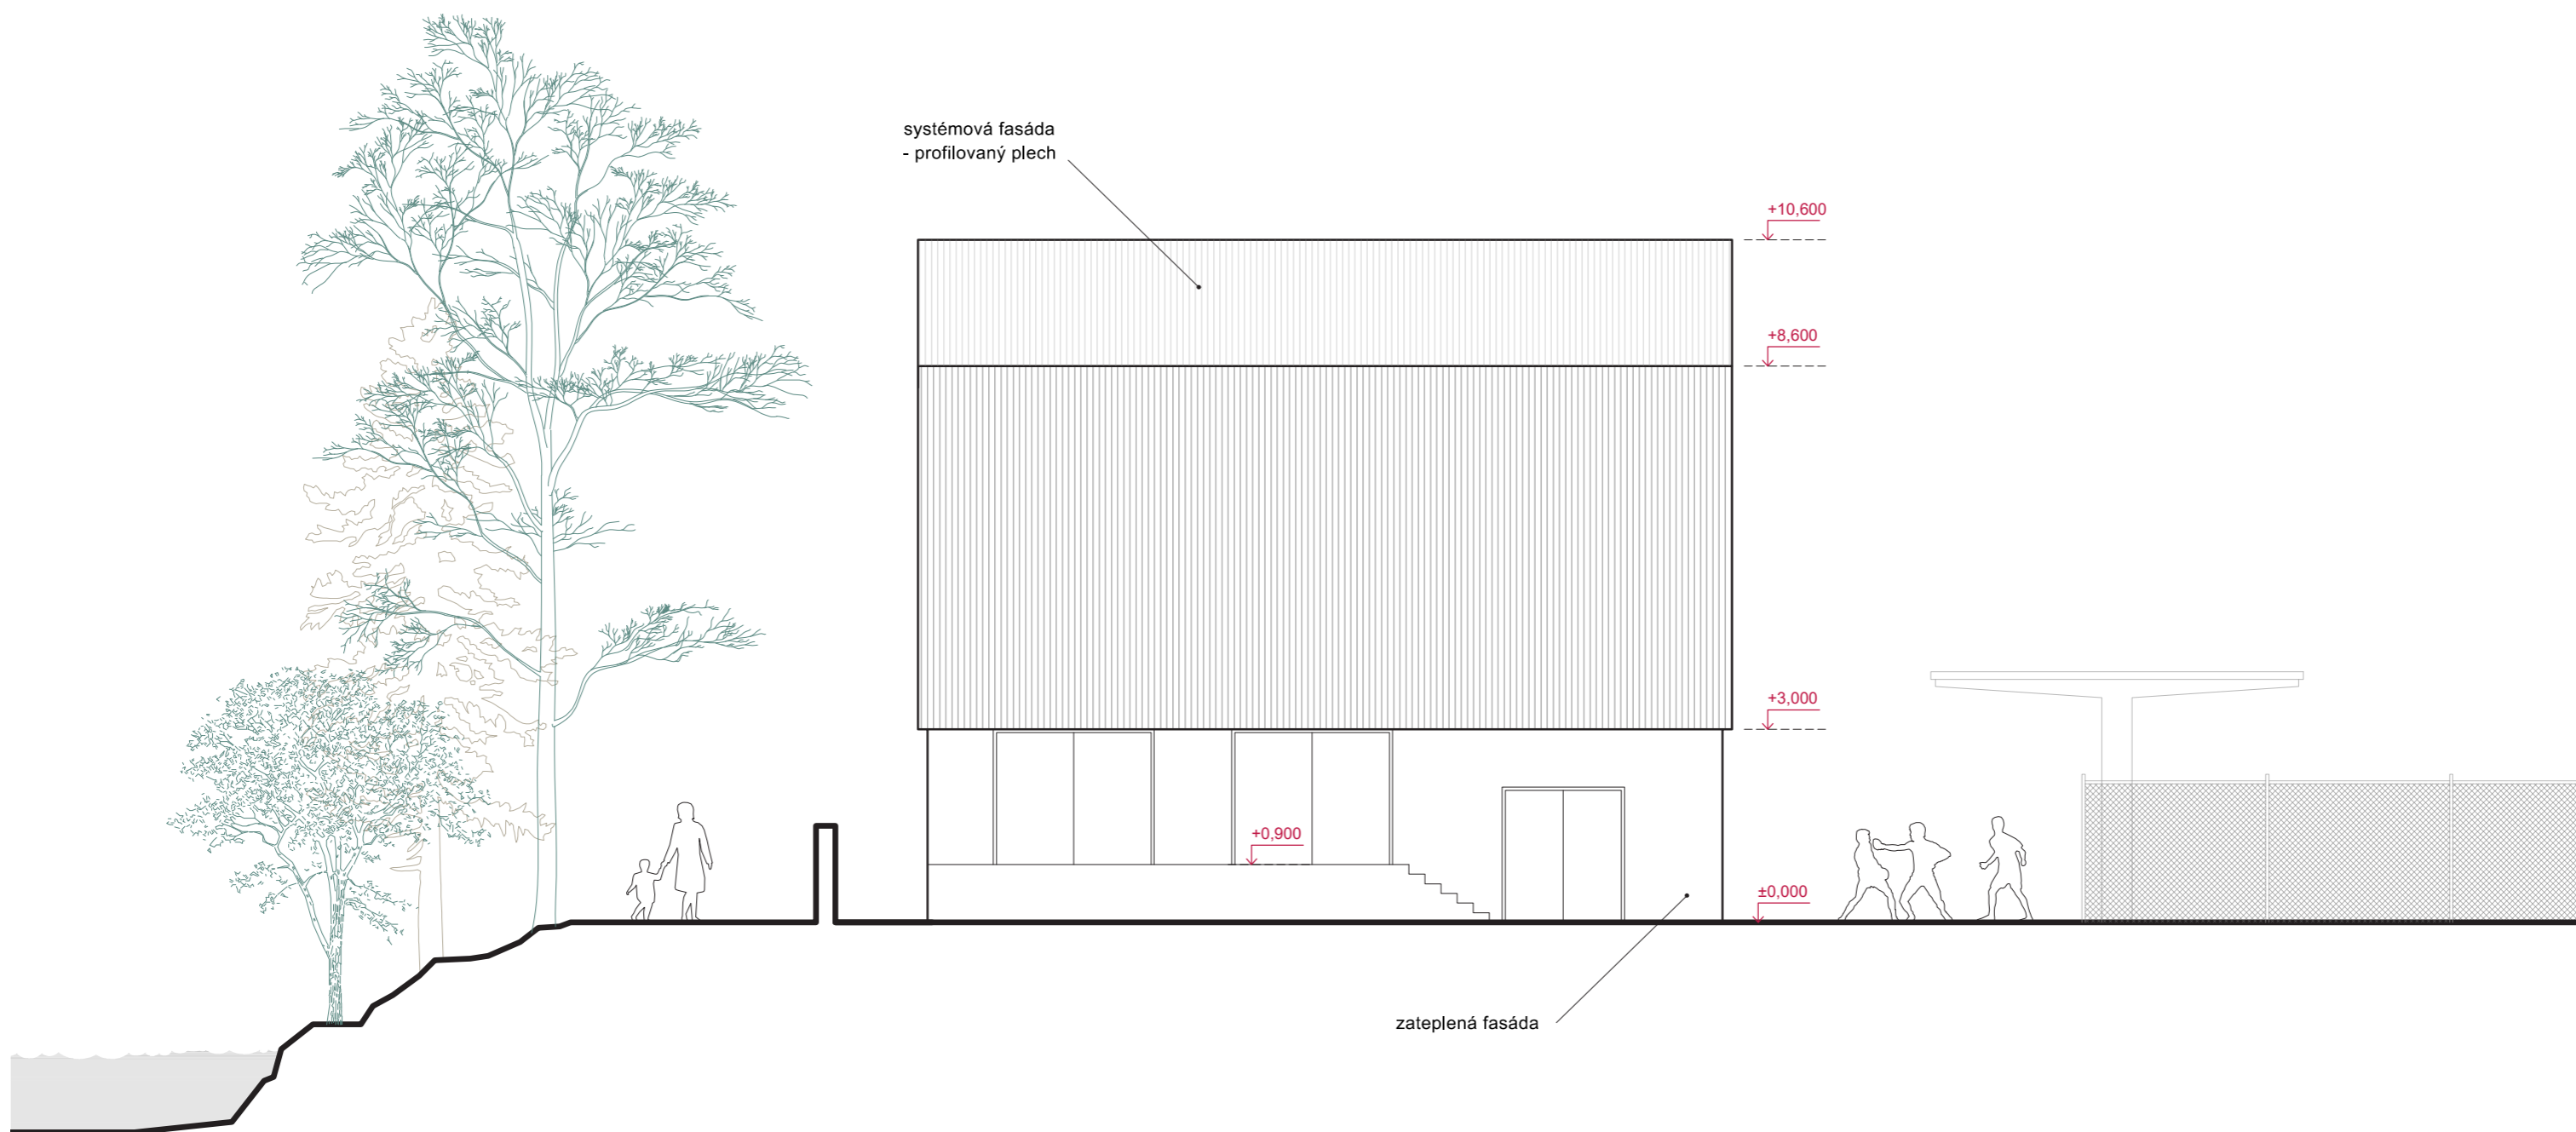 systémová fasáda
- profilovaný plech
+10,600
+8,600
+3,000
+0,900
±0,000
zateplená fasáda